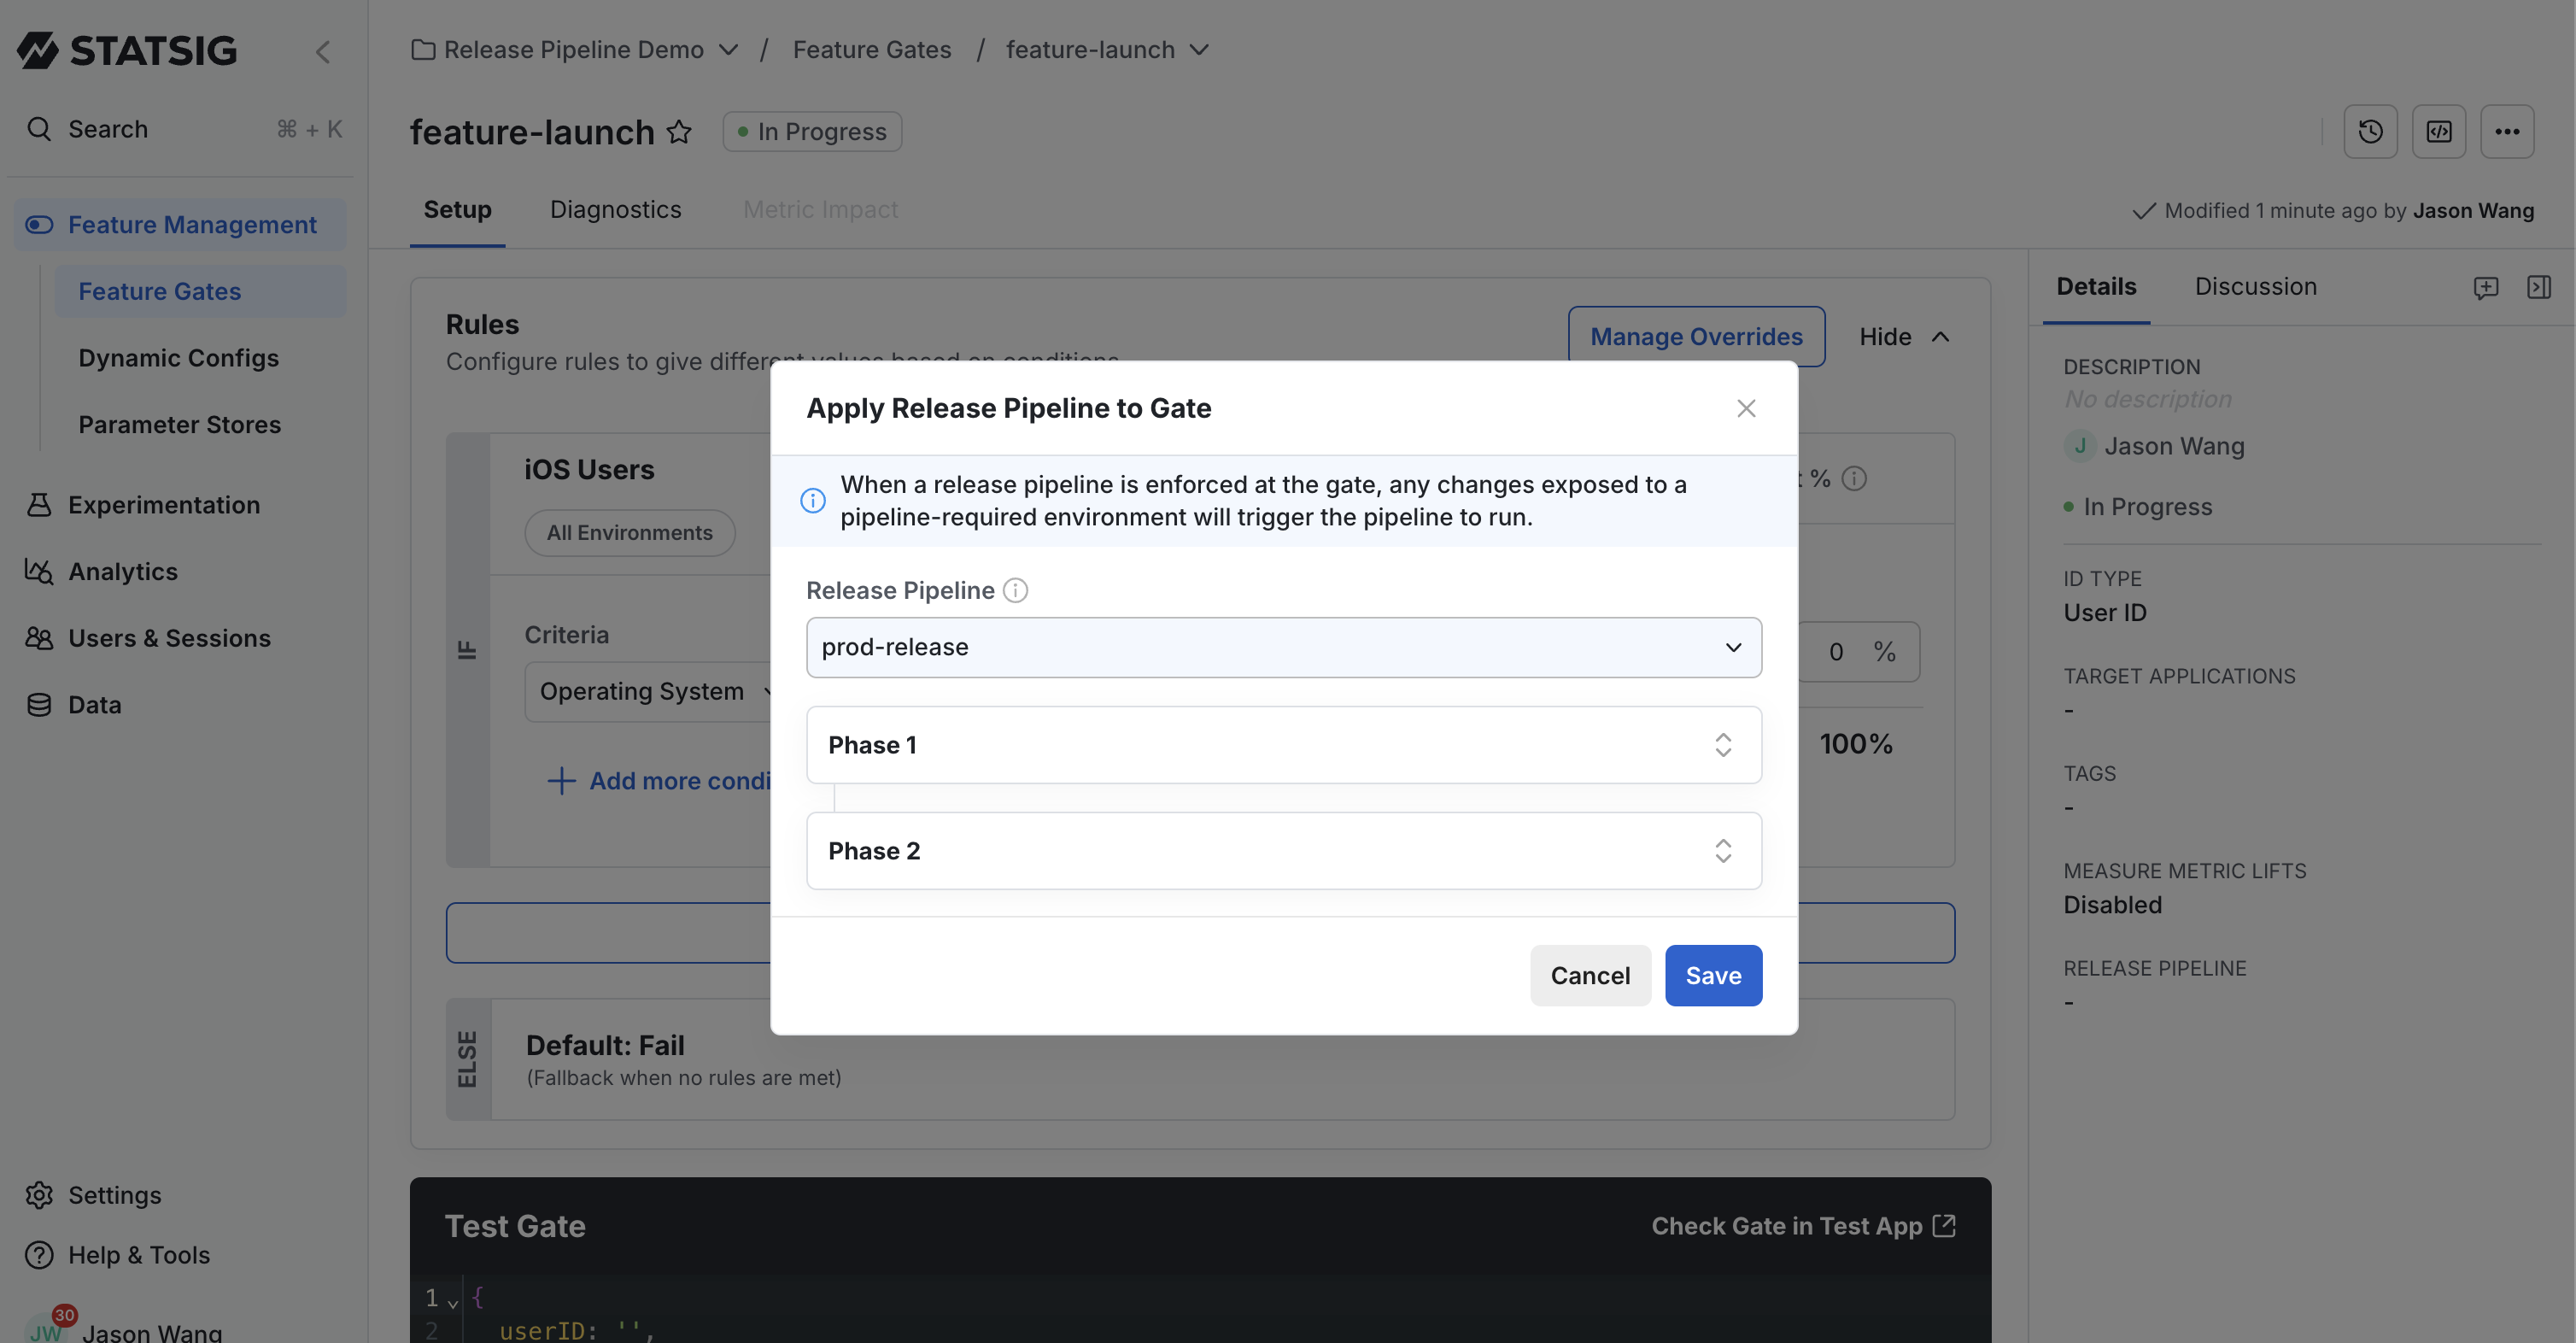 STATSIG
Search
⌘ + K
Feature Management
Feature Gates
Dynamic Configs
Parameter Stores
Experimentation
Analytics
Users & Sessions
Data
Settings
Help & Tools
30
JW
Jason Wang
Release Pipeline Demo / Feature Gates / feature-launch
feature-launch
In Progress
Setup
Diagnostics
Metric Impact
Modified 1 minute ago by Jason Wang
Rules
Configure rules to give different values based on conditions
Manage Overrides
Hide
IF
iOS Users
All Environments
%
Criteria
Operating System
0 %
100%
Add more condi
ELSE
Default: Fail
(Fallback when no rules are met)
Apply Release Pipeline to Gate
When a release pipeline is enforced at the gate, any changes exposed to a
pipeline-required environment will trigger the pipeline to run.
Release Pipeline
prod-release
Phase 1
Phase 2
Cancel
Save
Test Gate
Check Gate in Test App
1 {
2 userID: '',
Details
Discussion
DESCRIPTION
No description
J
Jason Wang
In Progress
ID TYPE
User ID
TARGET APPLICATIONS
-
TAGS
-
MEASURE METRIC LIFTS
Disabled
RELEASE PIPELINE
-